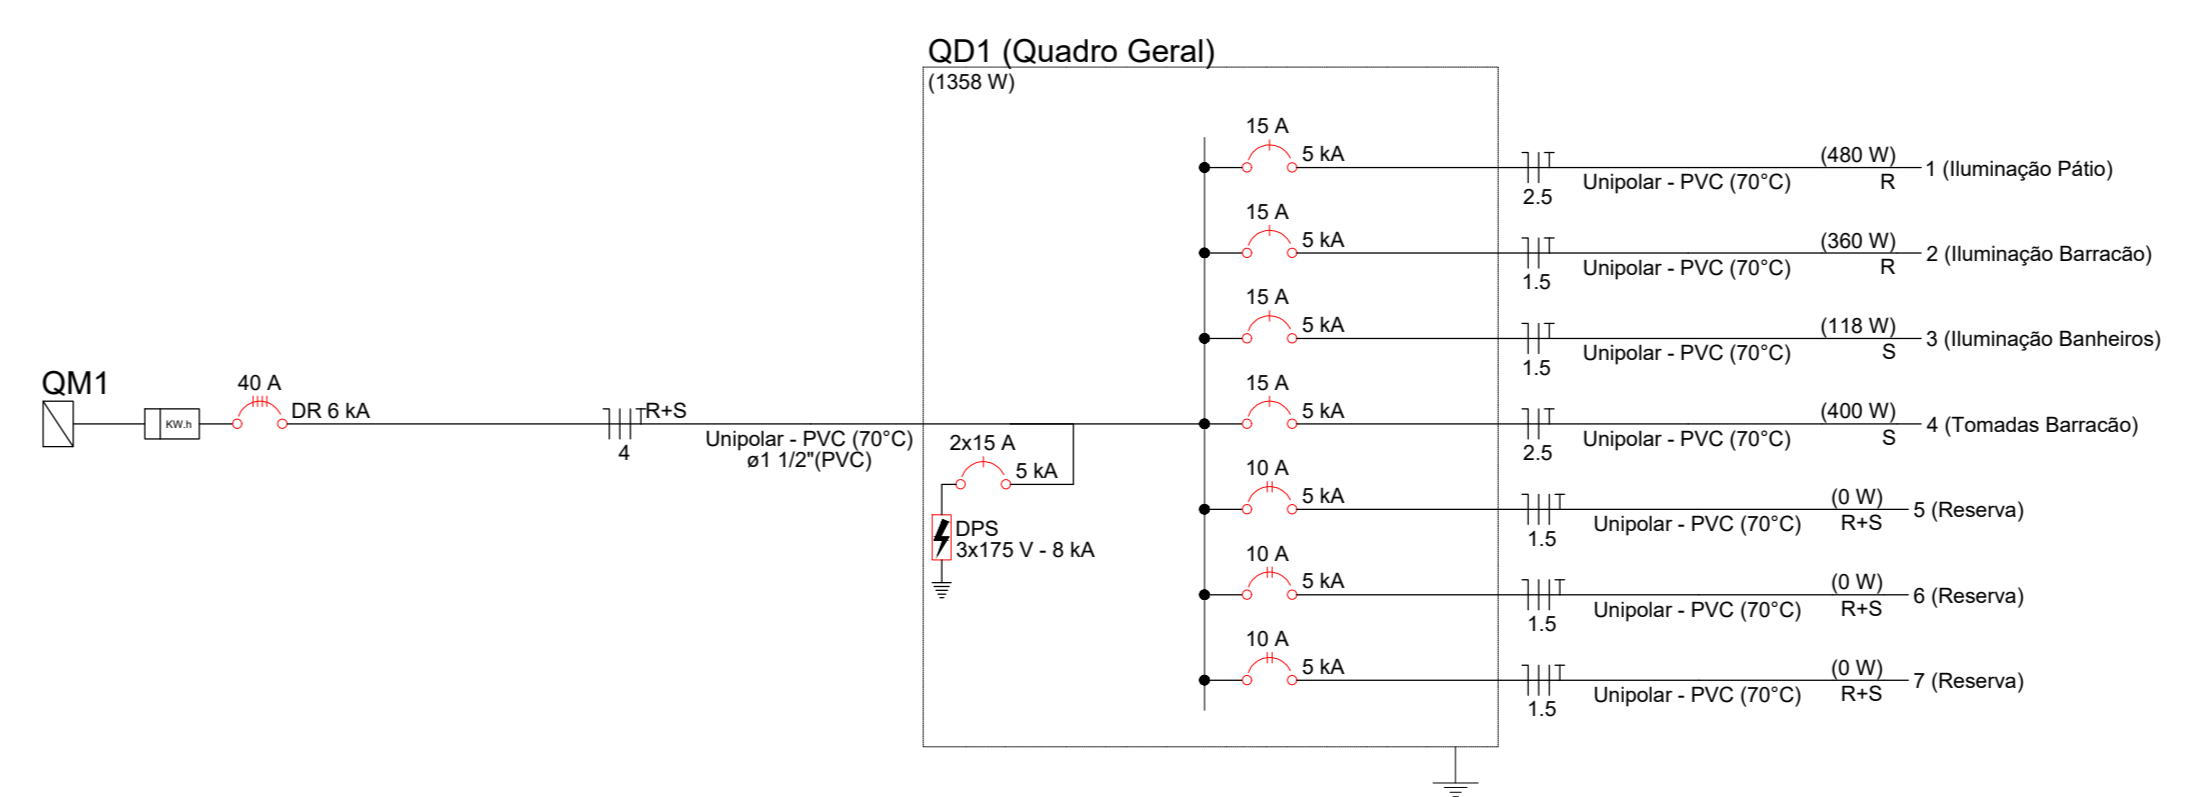 QD1 (Quadro Geral)
(1358 W)
QM1
KW.h
40 A
DR 6 kA
R+S
4
Unipolar - PVC (70°C)
ø1 1/2"(PVC)
2x15 A
5 kA
DPS
3x175 V - 8 kA
15 A
5 kA
2.5
Unipolar - PVC (70°C)
(480 W)
R
1 (Iluminação Pátio)
15 A
5 kA
1.5
Unipolar - PVC (70°C)
(360 W)
R
2 (Iluminação Barracão)
15 A
5 kA
1.5
Unipolar - PVC (70°C)
(118 W)
S
3 (Iluminação Banheiros)
15 A
5 kA
2.5
Unipolar - PVC (70°C)
(400 W)
S
4 (Tomadas Barracão)
10 A
5 kA
1.5
Unipolar - PVC (70°C)
(0 W)
R+S
5 (Reserva)
10 A
5 kA
1.5
Unipolar - PVC (70°C)
(0 W)
R+S
6 (Reserva)
10 A
5 kA
1.5
Unipolar - PVC (70°C)
(0 W)
R+S
7 (Reserva)